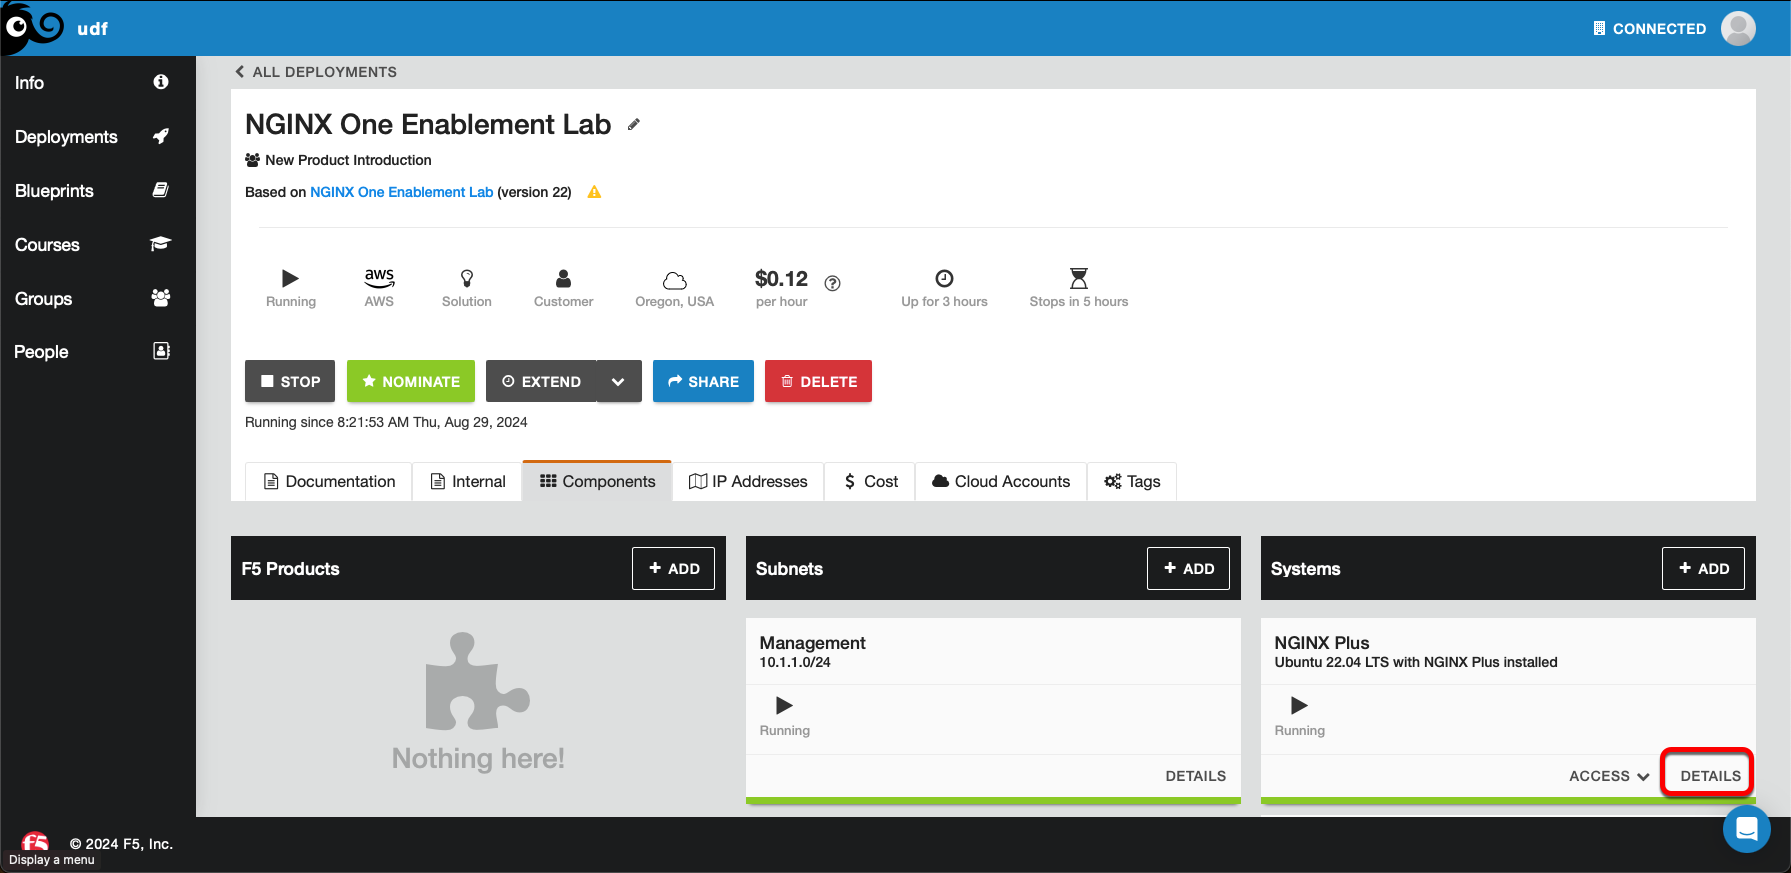 udf
CONNECTED
Info
Deployments
Blueprints
Courses
Groups
People
ALL DEPLOYMENTS
NGINX One Enablement Lab
New Product Introduction
Based on NGINX One Enablement Lab (version 22)
Running
aws
AWS
Solution
Customer
Oregon, USA
$0.12
per hour
Up for 3 hours
Stops in 5 hours
STOP
NOMINATE
EXTEND
SHARE
DELETE
Running since 8:21:53 AM Thu, Aug 29, 2024
Documentation
Internal
Components
IP Addresses
$ Cost
Cloud Accounts
Tags
F5 Products
+ ADD
Nothing here!
Subnets
+ ADD
Management
10.1.1.0/24
Running
DETAILS
Systems
+ ADD
NGINX Plus
Ubuntu 22.04 LTS with NGINX Plus installed
Running
ACCESS
DETAILS
f5
© 2024 F5, Inc.
Display a menu